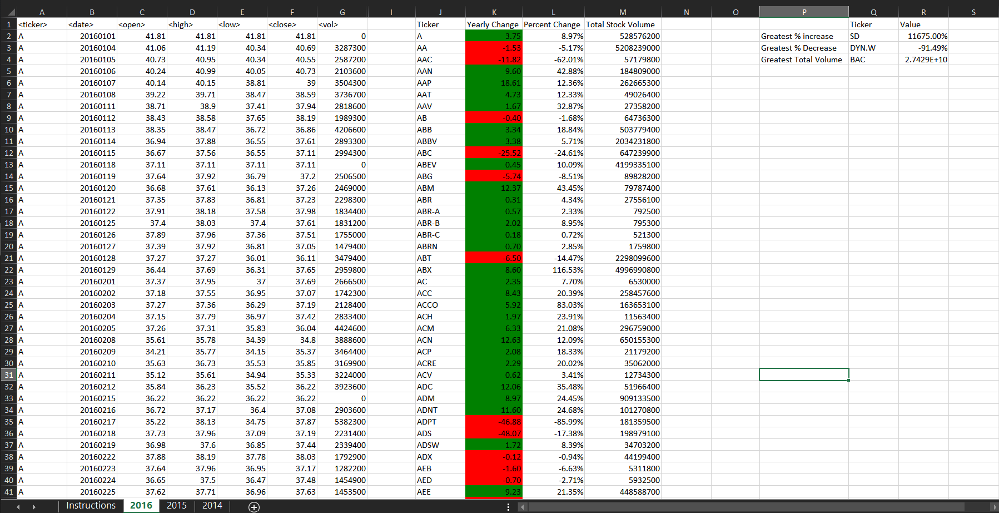 A B C D E F G I J K L M N O P Q R S
1 <ticker> <date> <open> <high> <low> <close> <vol> Ticker Yearly Change Percent Change Total Stock Volume Ticker Value
2 A 20160101 41.81 41.81 41.81 41.81 0 A 3.75 8.97% 528576200 Greatest % increase SD 11675.00%
3 A 20160104 41.06 41.19 40.34 40.69 3287300 AA -1.53 -5.17% 5208239000 Greatest % Decrease DYN.W -91.49%
4 A 20160105 40.73 40.95 40.34 40.55 2587200 AAC -11.82 -62.01% 57179800 Greatest Total Volume BAC 2.7429E+10
5 A 20160106 40.24 40.99 40.05 40.73 2103600 AAN 9.60 42.88% 184809000
6 A 20160107 40.14 40.15 38.81 39 3504300 AAP 18.61 12.36% 262665300
7 A 20160108 39.22 39.71 38.47 38.59 3736700 AAT 4.73 12.33% 49026400
8 A 20160111 38.71 38.9 37.41 37.94 2818600 AAV 1.67 32.87% 27358200
9 A 20160112 38.43 38.58 37.65 38.19 1989300 AB -0.40 -1.68% 64736300
10 A 20160113 38.35 38.47 36.72 36.86 4206600 ABB 3.34 18.84% 503779400
11 A 20160114 36.94 37.88 36.55 37.61 2893300 ABBV 3.38 5.71% 2034231800
12 A 20160115 36.67 37.56 36.55 37.11 2994300 ABC -25.52 -24.61% 647239900
13 A 20160118 37.11 37.11 37.11 37.11 0 ABEV 0.45 10.09% 4199335100
14 A 20160119 37.64 37.92 36.79 37.2 2506500 ABG -5.74 -8.51% 89828200
15 A 20160120 36.68 37.61 36.13 37.26 2469000 ABM 12.37 43.45% 79787400
16 A 20160121 37.35 37.83 36.81 37.23 2298300 ABR 0.31 4.34% 27556100
17 A 20160122 37.91 38.18 37.58 37.98 1834400 ABR-A 0.57 2.33% 792500
18 A 20160125 37.4 38.03 37.4 37.61 1831200 ABR-B 2.02 8.95% 795300
19 A 20160126 37.89 37.96 37.36 37.51 1755000 ABR-C 0.18 0.72% 521300
20 A 20160127 37.39 37.92 36.81 37.05 1479400 ABRN 0.70 2.85% 1759800
21 A 20160128 37.27 37.27 36.01 36.11 3479400 ABT -6.50 -14.47% 2298099600
22 A 20160129 36.44 37.69 36.31 37.65 2959800 ABX 8.60 116.53% 4996990800
23 A 20160201 37.37 37.95 37 37.69 2666500 AC 2.35 7.70% 6530000
24 A 20160202 37.18 37.55 36.95 37.07 1742300 ACC 8.43 20.39% 258457600
25 A 20160203 37.27 37.36 36.29 37.19 2128400 ACCO 5.92 83.03% 163653100
26 A 20160204 37.15 37.79 36.97 37.42 2833400 ACH 1.97 23.91% 11563400
27 A 20160205 37.26 37.31 35.83 36.04 4424600 ACM 6.33 21.08% 296759000
28 A 20160208 35.61 35.78 34.39 34.8 3888600 ACN 12.63 12.09% 650155300
29 A 20160209 34.21 35.77 34.15 35.37 3464400 ACP 2.08 18.33% 21179200
30 A 20160210 35.63 36.73 35.53 35.85 3169900 ACRE 2.29 20.02% 35062000
31 A 20160211 35.12 35.61 34.94 35.33 3224000 ACV 0.62 3.41% 12734300
32 A 20160212 35.84 36.23 35.52 36.22 3923600 ADC 12.06 35.48% 51966400
33 A 20160215 36.22 36.22 36.22 36.22 0 ADM 8.97 24.45% 909133500
34 A 20160216 36.72 37.17 36.4 37.08 2903600 ADNT 11.60 24.68% 101270800
35 A 20160217 35.22 38.13 34.75 37.87 5382300 ADPT -46.88 -85.99% 181359500
36 A 20160218 37.73 37.96 37.09 37.19 2231400 ADS -48.07 -17.38% 198979100
37 A 20160219 36.98 37.6 36.85 37.44 2339400 ADSW 1.72 8.39% 34703200
38 A 20160222 37.88 38.19 37.78 38.03 1792900 ADX -0.12 -0.94% 44199400
39 A 20160223 37.64 37.96 36.95 37.17 1282200 AEB -1.60 -6.63% 5311800
40 A 20160224 36.65 37.5 36.47 37.48 1454900 AED -0.70 -2.71% 5932500
41 A 20160225 37.62 37.71 36.96 37.63 1453500 AEE 9.23 21.35% 448588700
Instructions 2016 2015 2014